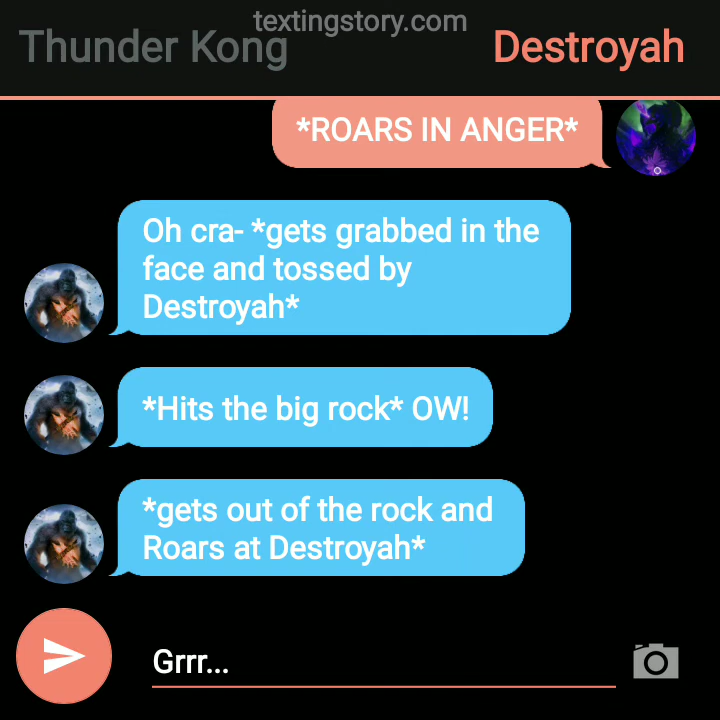 textingstory.com
Thunder Kong
Destroyah
*ROARS IN ANGER*
Oh cra- *gets grabbed in the
face and tossed by
Destroyah*
*Hits the big rock* OW!
*gets out of the rock and
Roars at Destroyah*
Grrr...